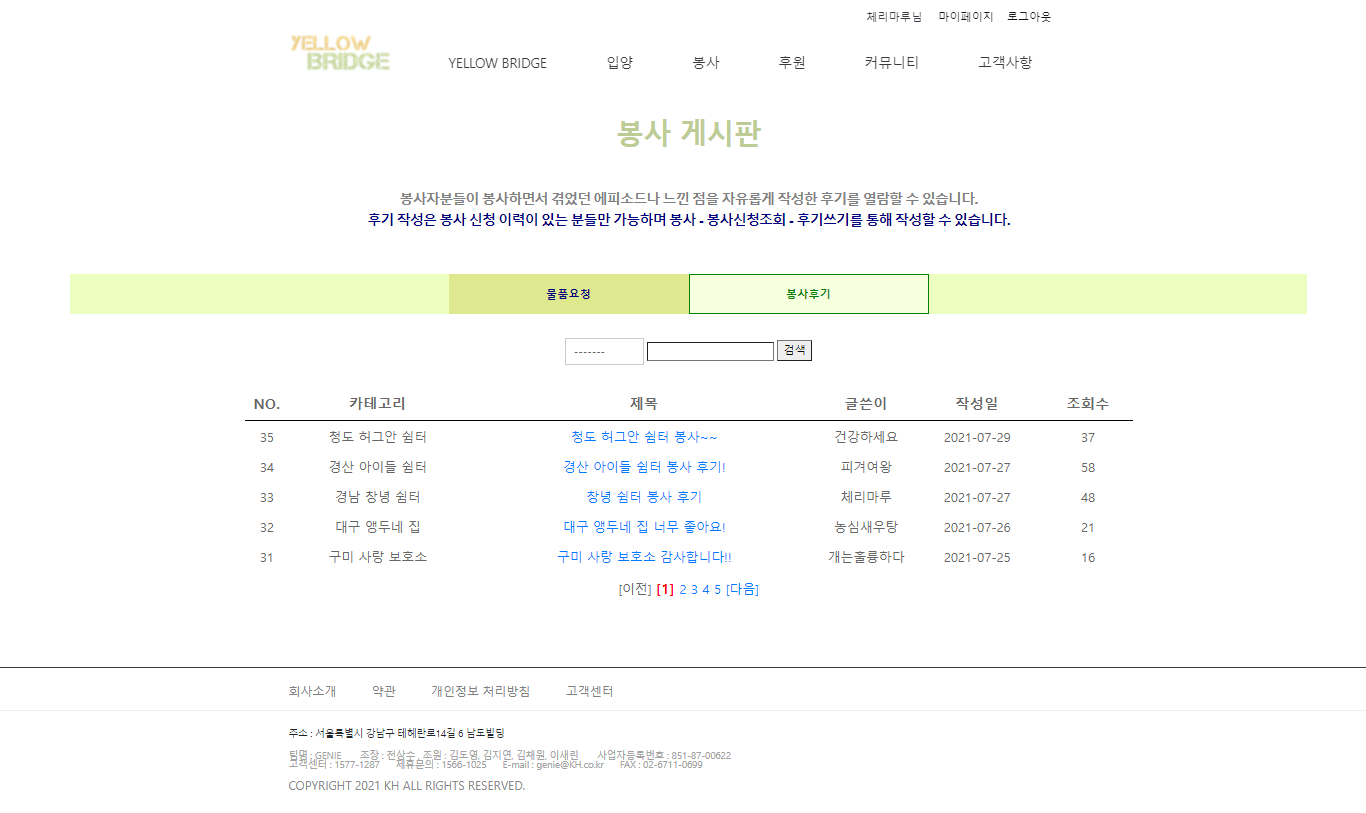 체리마루님 마이페이지 로그아웃
YELLOW BRIDGE
YELLOW BRIDGE 입양 봉사 후원 커뮤니티 고객사항
봉사 게시판
봉사자분들이 봉사하면서 겪었던 에피소드나 느낀 점을 자유롭게 작성한 후기를 열람할 수 있습니다.
후기 작성은 봉사 신청 이력이 있는 분들만 가능하며 봉사 - 봉사신청조회 - 후기쓰기를 통해 작성할 수 있습니다.
물품요청 봉사후기
------- 검색
NO. 카테고리 제목 글쓴이 작성일 조회수
35 청도 허그안 쉼터 청도 허그안 쉼터 봉사~~ 건강하세요 2021-07-29 37
34 경산 아이들 쉼터 경산 아이들 쉼터 봉사 후기! 피겨여왕 2021-07-27 58
33 경남 창녕 쉼터 창녕 쉼터 봉사 후기 체리마루 2021-07-27 48
32 대구 앵두네 집 대구 앵두네 집 너무 좋아요! 농심새우탕 2021-07-26 21
31 구미 사랑 보호소 구미 사랑 보호소 감사합니다!! 개는훌륭하다 2021-07-25 16
[이전] [1] 2 3 4 5 [다음]
회사소개 약관 개인정보 처리방침 고객센터
주소 : 서울특별시 강남구 테헤란로14길 6 남도빌딩
팀명 : GENIE 조장 : 전상수 , 조원 : 김도영, 김지연, 김채원, 이새린 사업자등록번호 : 851-87-00622
고객센터 : 1577-1287 제휴문의 : 1566-1025 E-mail : genie@KH.co.kr FAX : 02-6711-0699
COPYRIGHT 2021 KH ALL RIGHTS RESERVED.